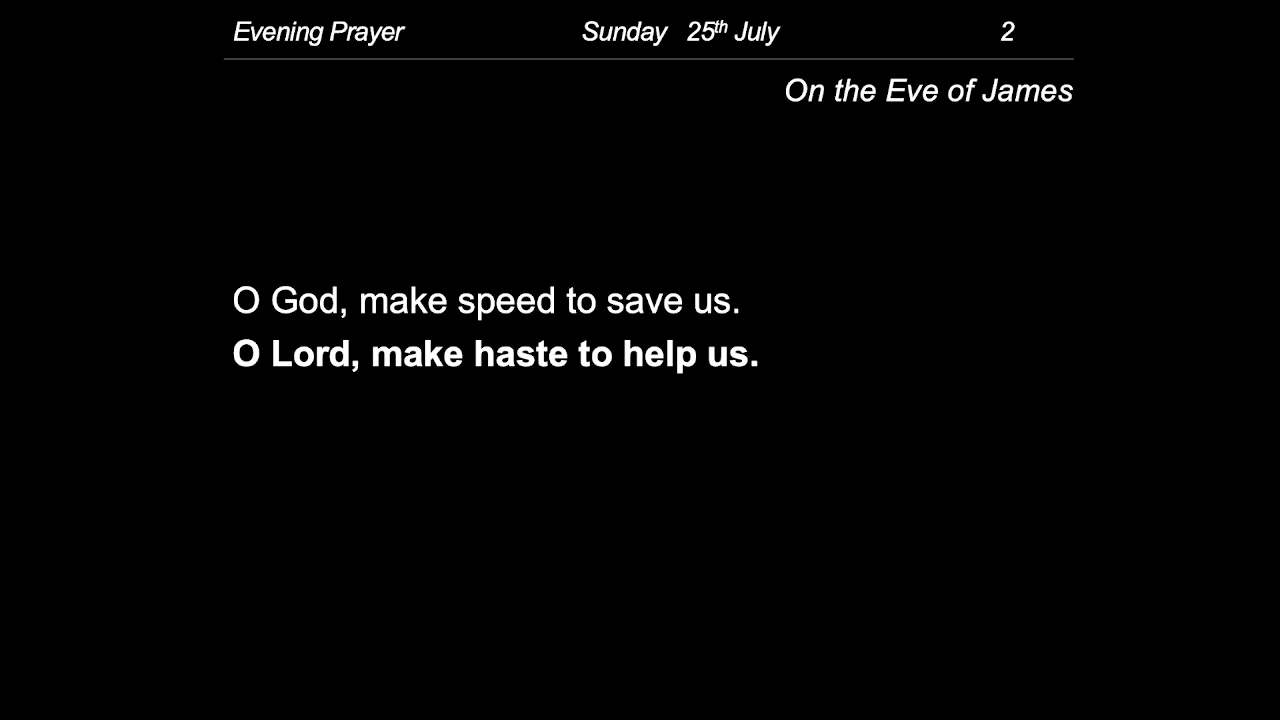 Evening Prayer Sunday 25th July 2
On the Eve of James
O God, make speed to save us.
O Lord, make haste to help us.